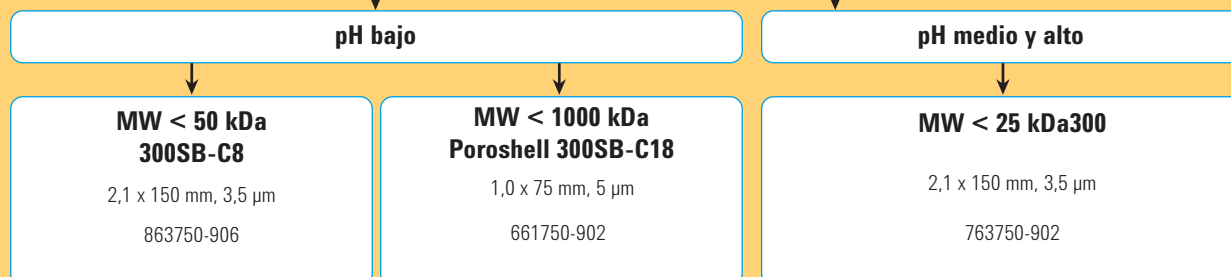 pH bajo
pH medio y alto
MW < 50 kDa
300SB-C8
2,1 x 150 mm, 3,5 µm
863750-906
MW < 1000 kDa
Poroshell 300SB-C18
1,0 x 75 mm, 5 µm
661750-902
MW < 25 kDa300
2,1 x 150 mm, 3,5 µm
763750-902